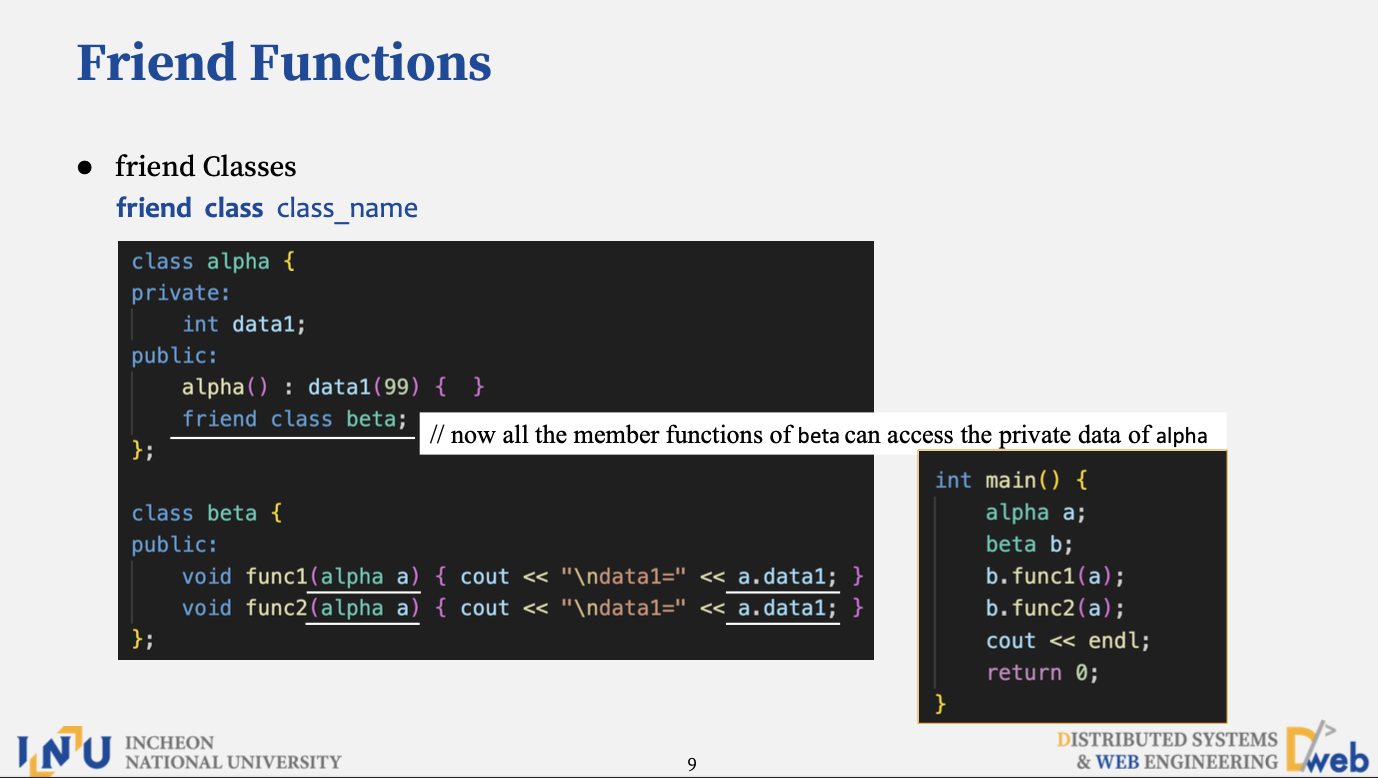 Friend Functions
● friend Classes
friend class class_name
class alpha {
private:
    int data1;
public:
    alpha() : data1(99) {  }
    friend class beta;
// now all the member functions of beta can access the private data of alpha
};
class beta {
public:
    void func1(alpha a) { cout << "\ndata1=" << a.data1; }
    void func2(alpha a) { cout << "\ndata1=" << a.data1; }
};
int main() {
    alpha a;
    beta b;
    b.func1(a);
    b.func2(a);
    cout << endl;
    return 0;
}
INU
INCHEON
NATIONAL UNIVERSITY
9
DISTRIBUTED SYSTEMS
& WEB ENGINEERING
D/>web